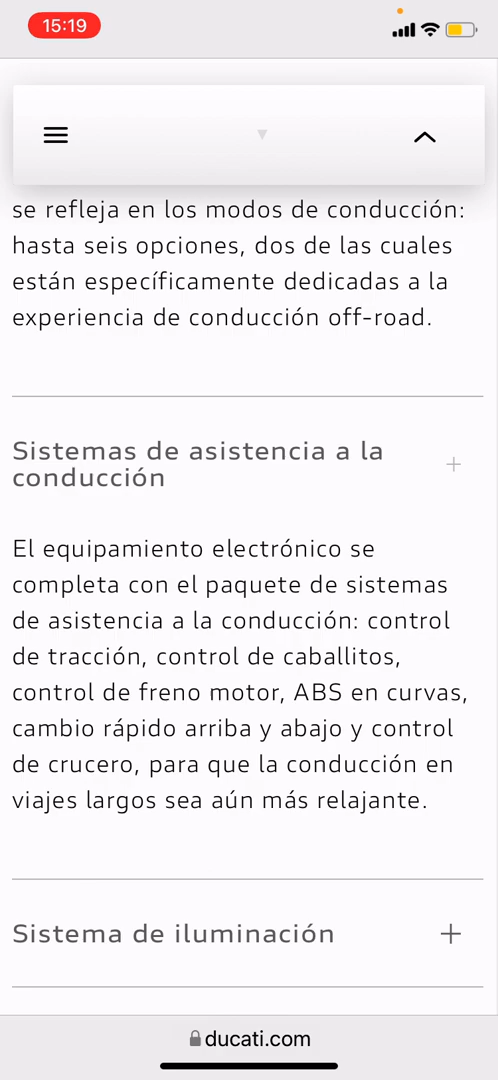 15:19
se refleja en los modos de conducción:
hasta seis opciones, dos de las cuales
están específicamente dedicadas a la
experiencia de conducción off-road.
Sistemas de asistencia a la
conducción
El equipamiento electrónico se
completa con el paquete de sistemas
de asistencia a la conducción: control
de tracción, control de caballitos,
control de freno motor, ABS en curvas,
cambio rápido arriba y abajo y control
de crucero, para que la conducción en
viajes largos sea aún más relajante.
Sistema de iluminación
ducati.com